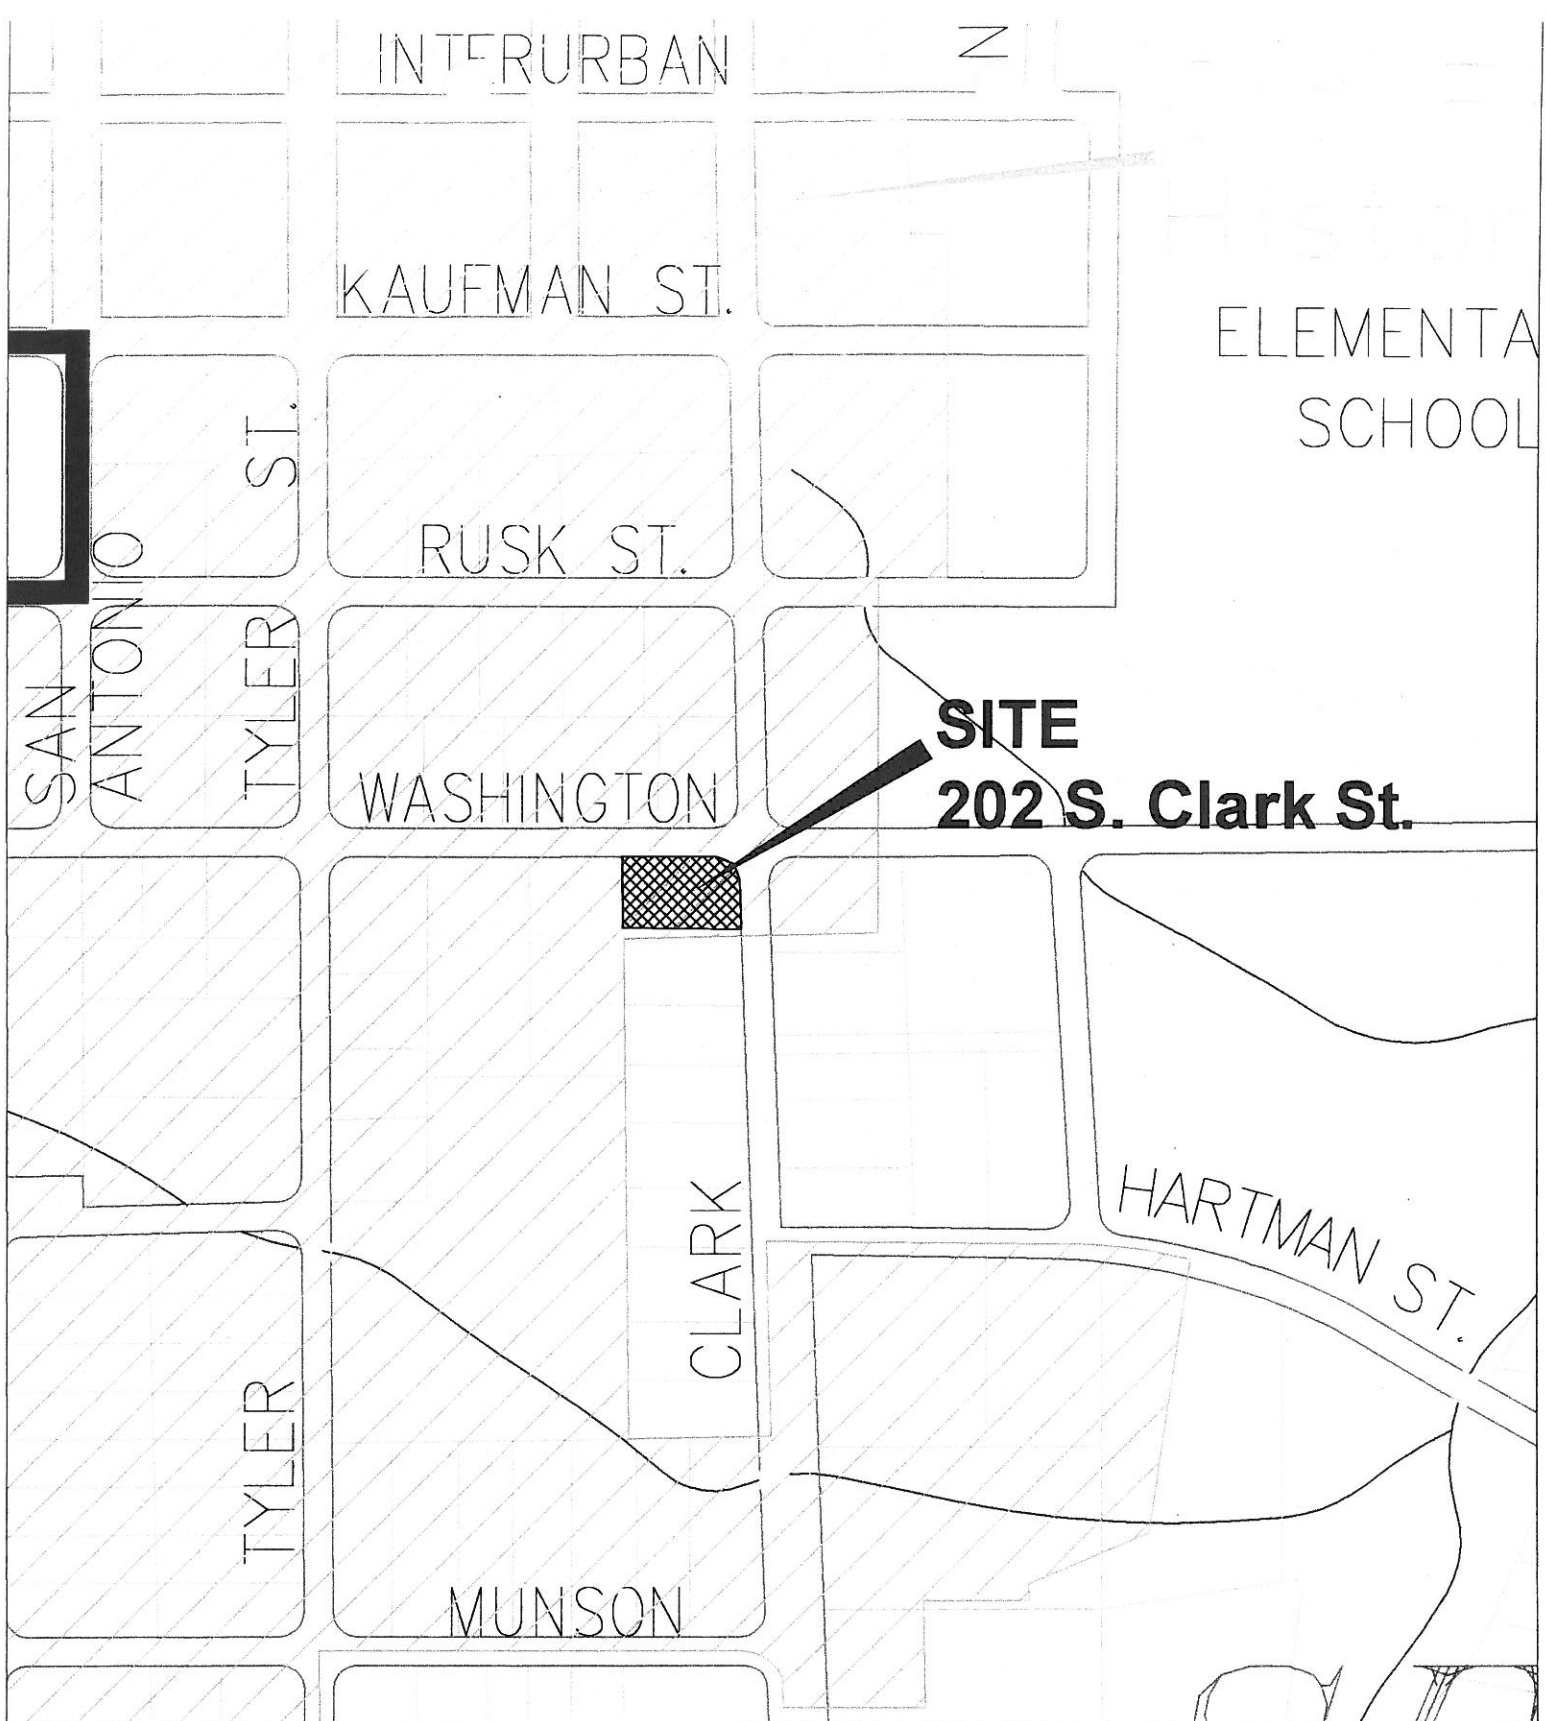 INTERURBAN
N
KAUFMAN ST.
ELEMENTA
SCHOOL
ST.
RUSK ST.
SAN
ANTONIO
TYLER
SITE
202 S. Clark St.
WASHINGTON
HARTMAN ST.
CLARK
TYLER
MUNSON